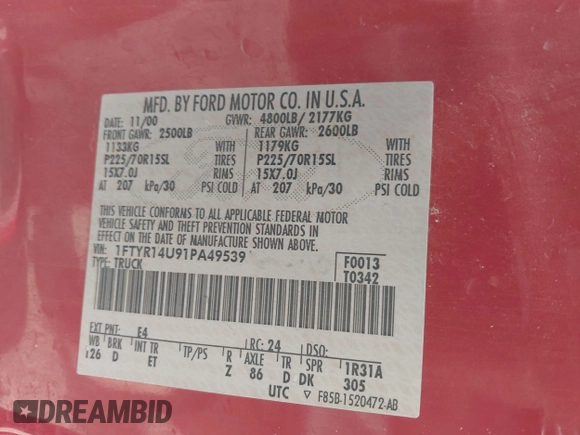 MFD. BY FORD MOTOR CO. IN U.S.A.
DATE: 11/00 GVWR: 4800LB/ 2177KG
FRONT GAWR: 2500LB REAR GAWR: 2600LB
1133KG WITH 1179KG WITH
P225/70R15SL TIRES P225/70R15SL TIRES
15X7.0J RIMS 15X7.0J RIMS
AT 207 kPa/30 PSI COLD AT 207 kPa/30 PSI COLD
THIS VEHICLE CONFORMS TO ALL APPLICABLE FEDERAL MOTOR
VEHICLE SAFETY AND THEFT PREVENTION STANDARDS IN
EFFECT ON THE DATE OF MANUFACTURE SHOWN ABOVE.
VIN: 1FTYR14U91PA49539 F0013
TYPE: TRUCK T0342
EXT PNT: E4 RC: 24 DSO:
WB BRK INT TR TP/PS R AXLE TR SPR 1R31A
126 D ET Z 86 D DK 305
UTC ▽ F85B-1520472-AB
DREAMBID